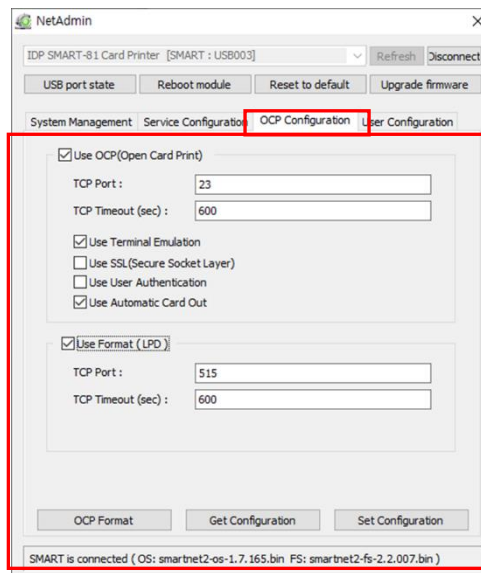 NetAdmin
IDP SMART-81 Card Printer [SMART : USB003] Refresh Disconnect
USB port state Reboot module Reset to default Upgrade firmware
System Management Service Configuration OCP Configuration User Configuration
Use OCP(Open Card Print)
TCP Port : 23
TCP Timeout (sec) : 600
Use Terminal Emulation
Use SSL(Secure Socket Layer)
Use User Authentication
Use Automatic Card Out
Use Format ( LPD )
TCP Port : 515
TCP Timeout (sec) : 600
OCP Format Get Configuration Set Configuration
SMART is connected ( OS: smartnet2-os-1.7.165.bin FS: smartnet2-fs-2.2.007.bin )